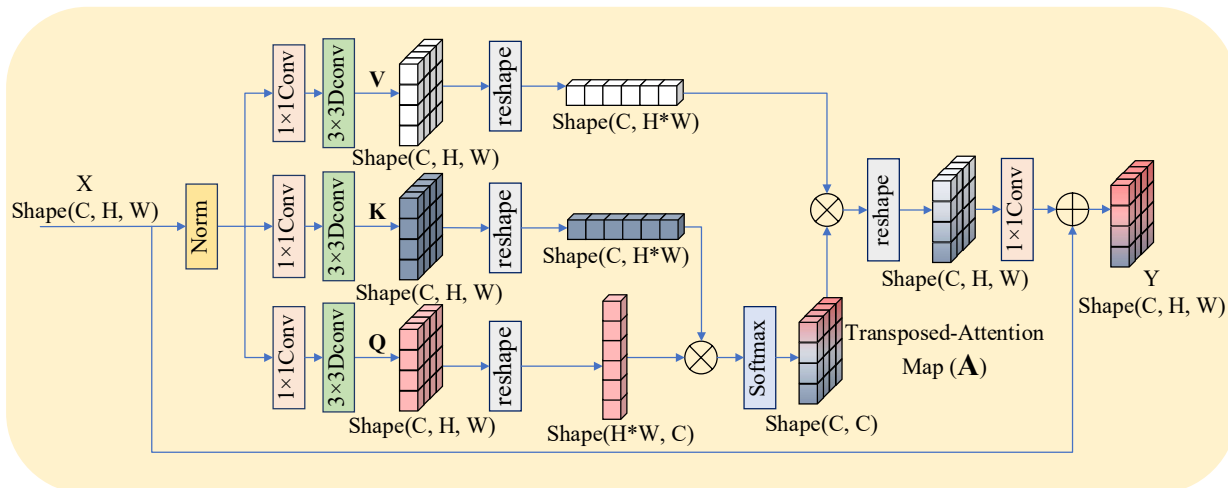 X
Shape(C, H, W)
Norm
1×1Conv
3×3Dconv
V
Shape(C, H, W)
reshape
Shape(C, H*W)
1×1Conv
3×3Dconv
K
Shape(C, H, W)
reshape
Shape(C, H*W)
1×1Conv
3×3Dconv
Q
Shape(C, H, W)
reshape
Shape(H*W, C)
Softmax
Shape(C, C)
Transposed-Attention
Map (A)
reshape
Shape(C, H, W)
1×1Conv
Y
Shape(C, H, W)